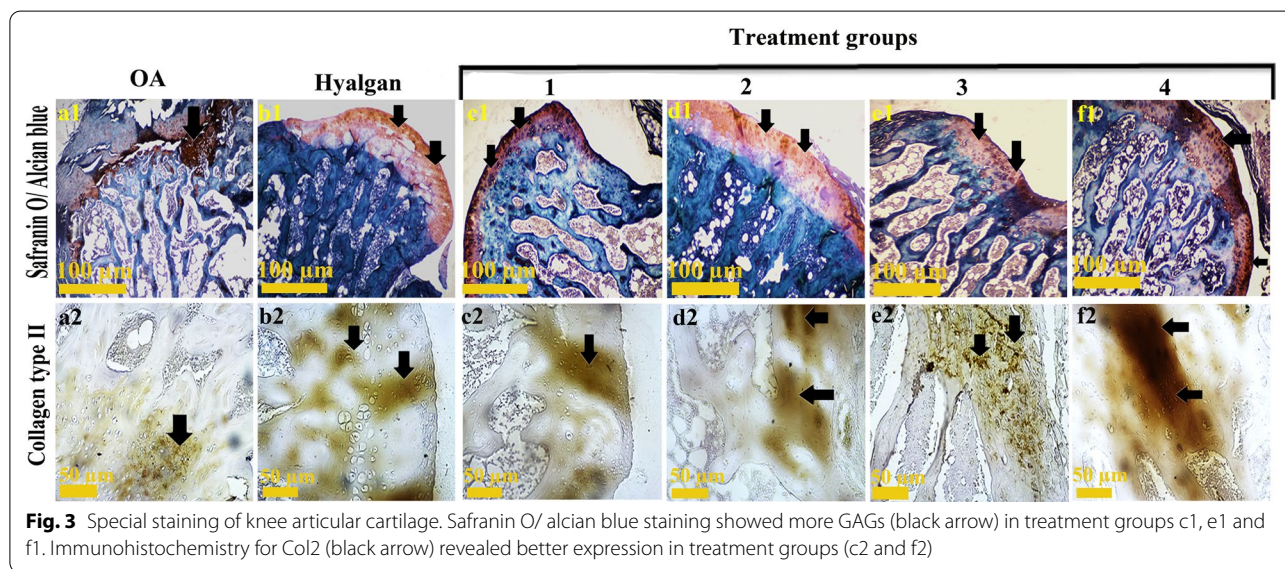 Treatment groups
OA Hyalgan 1 2 3 4
Safranin O/ Alcian blue
a1 b1 c1 d1 e1 f1
100 µm 100 µm 100 µm 100 µm 100 µm 100 µm
Collagen type II
a2 b2 c2 d2 e2 f2
50 µm 50 µm 50 µm 50 µm 50 µm 50 µm
Fig. 3 Special staining of knee articular cartilage. Safranin O/ alcian blue staining showed more GAGs (black arrow) in treatment groups c1, e1 and
f1. Immunohistochemistry for Col2 (black arrow) revealed better expression in treatment groups (c2 and f2)